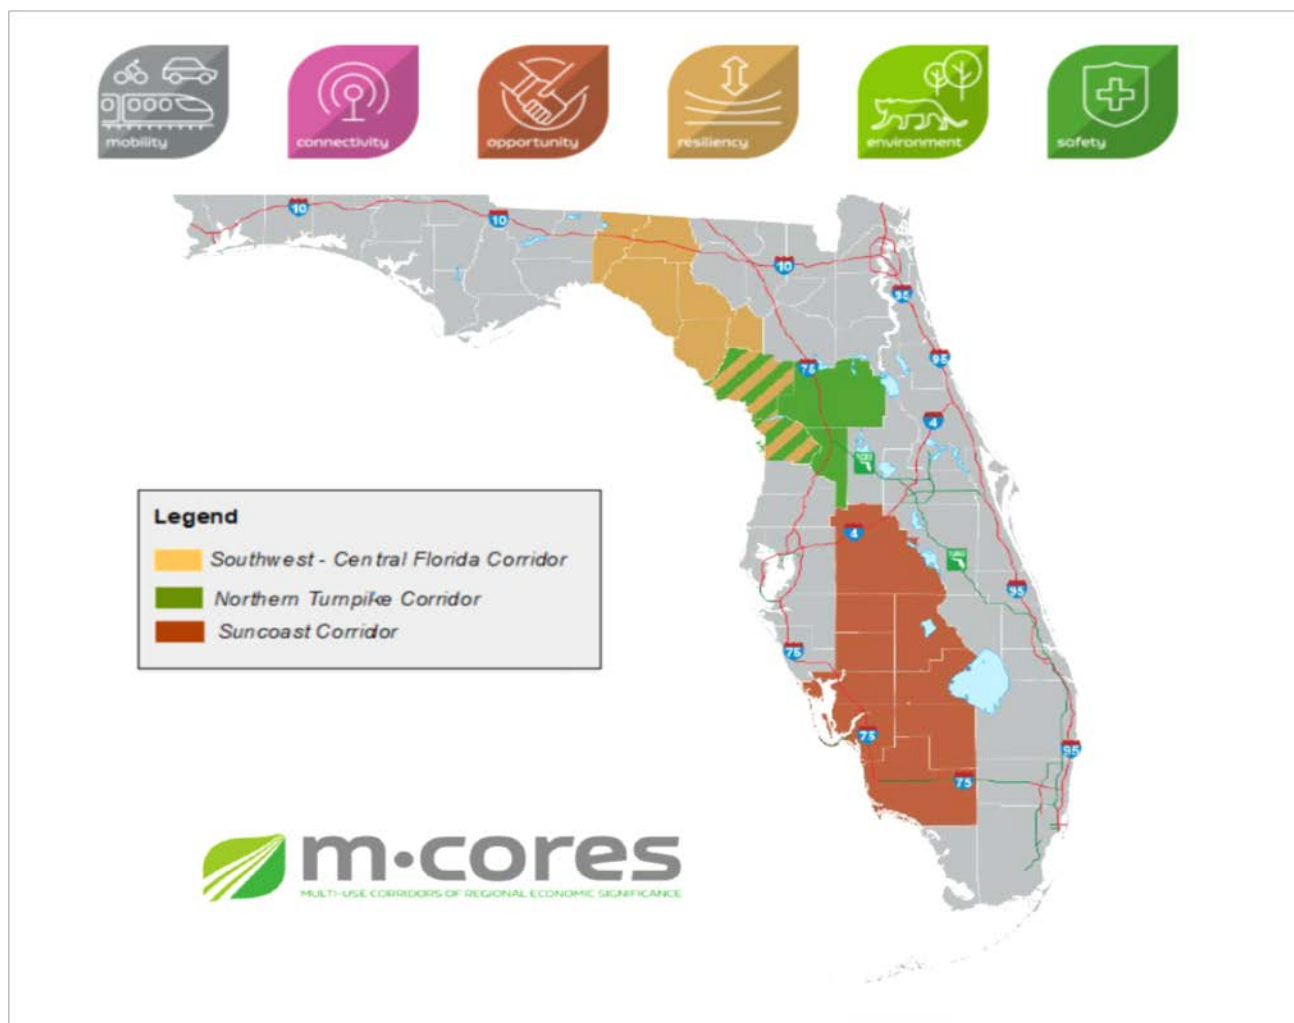 mobility
connectivity
opportunity
resiliency
environment
safety
10
10
10
95
95
75
4
4
95
75
75
75
95
Legend
Southwest - Central Florida Corridor
Northern Turnpike Corridor
Suncoast Corridor
m·cores
MULTI-USE CORRIDORS OF REGIONAL ECONOMIC SIGNIFICANCE